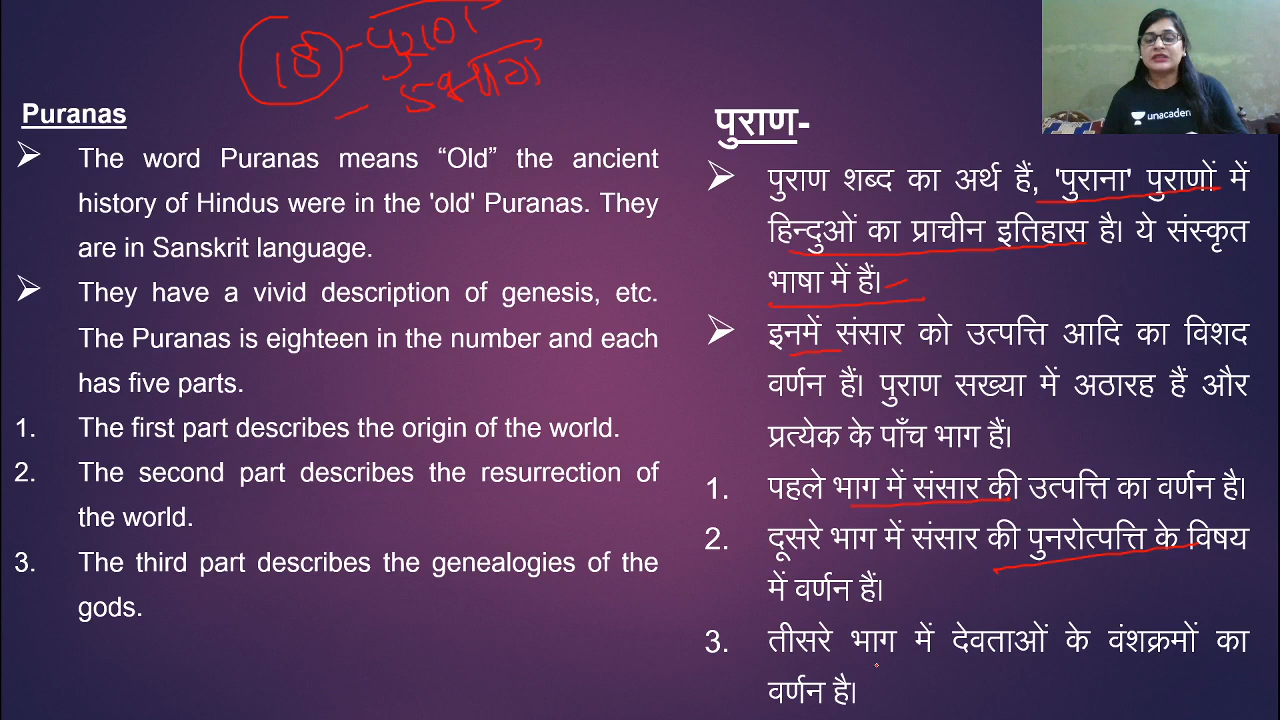 18 - पुराण
- 5 भाग
unacaden
Puranas
The word Puranas means “Old” the ancient
history of Hindus were in the 'old' Puranas. They
are in Sanskrit language.
They have a vivid description of genesis, etc.
The Puranas is eighteen in the number and each
has five parts.
1. The first part describes the origin of the world.
2. The second part describes the resurrection of
the world.
3. The third part describes the genealogies of the
gods.
पुराण-
पुराण शब्द का अर्थ हैं, 'पुराना' पुराणों में
हिन्दुओं का प्राचीन इतिहास है। ये संस्कृत
भाषा में हैं।
इनमें संसार को उत्पत्ति आदि का विशद
वर्णन हैं। पुराण सख्या में अठारह हैं और
प्रत्येक के पाँच भाग हैं।
1. पहले भाग में संसार की उत्पत्ति का वर्णन है।
2. दूसरे भाग में संसार की पुनरोत्पत्ति के विषय
में वर्णन हैं।
3. तीसरे भाग में देवताओं के वंशक्रमों का
वर्णन है।